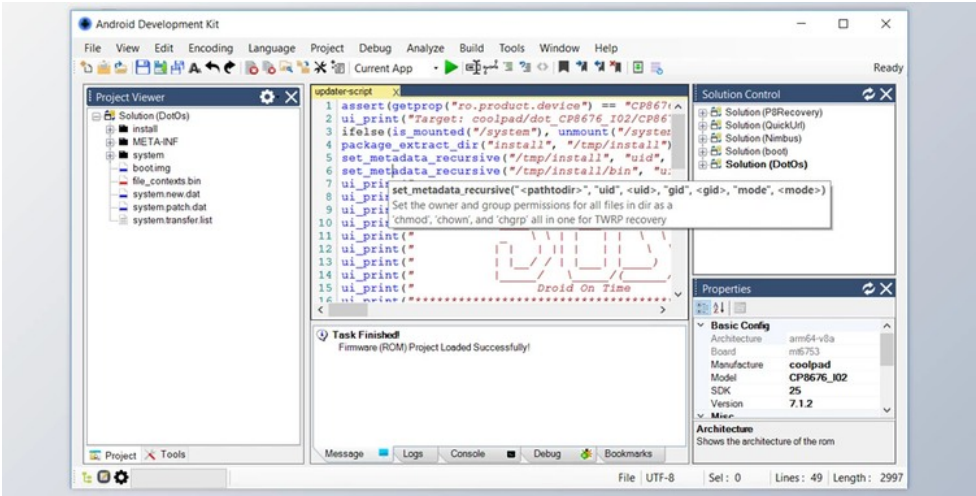 Android Development Kit
File View Edit Encoding Language Project Debug Analyze Build Tools Window Help
Current App
Ready
Project Viewer
Solution (DotOs)
install
META-INF
system
boot.img
file_contexts.bin
system.new.dat
system.patch.dat
system.transfer.list
Project Tools
updater-script X
1 assert(getprop("ro.product.device") == "CP867
2 ui_print("Target: coolpad/dot_CP8676_I02/CP867
3 ifelse(is_mounted("/system"), unmount("/system
4 package_extract_dir("install", "/tmp/install")
5 set_metadata_recursive("/tmp/install", "uid",
6 set_metadata_recursive("/tmp/install/bin", "u
7 ui_pri
8 ui_pri
9 ui_pri
10 ui_pri
set_metadata_recursive("<pathtodir>", "uid", <uid>, "gid", <gid>, "mode", <mode>)
Set the owner and group permissions for all files in dir as a
'chmod', 'chown', and 'chgrp' all in one for TWRP recovery
11 ui_print("
12 ui_print("
13 ui_print("
14 ui_print("
15 ui_print(" Droid On Time
16 ui_print("****************************************
Task Finished!
Firmware (ROM) Project Loaded Successfully!
Message Logs Console Debug Bookmarks
Solution Control
Solution (P8Recovery)
Solution (QuickUrl)
Solution (Nimbus)
Solution (boot)
Solution (DotOs)
Properties
Basic Config
Architecture arm64-v8a
Board mt6753
Manufacture coolpad
Model CP8676_I02
SDK 25
Version 7.1.2
Misc
Architecture
Shows the architecture of the rom
File UTF-8 Sel : 0 Lines : 49 Length : 2997